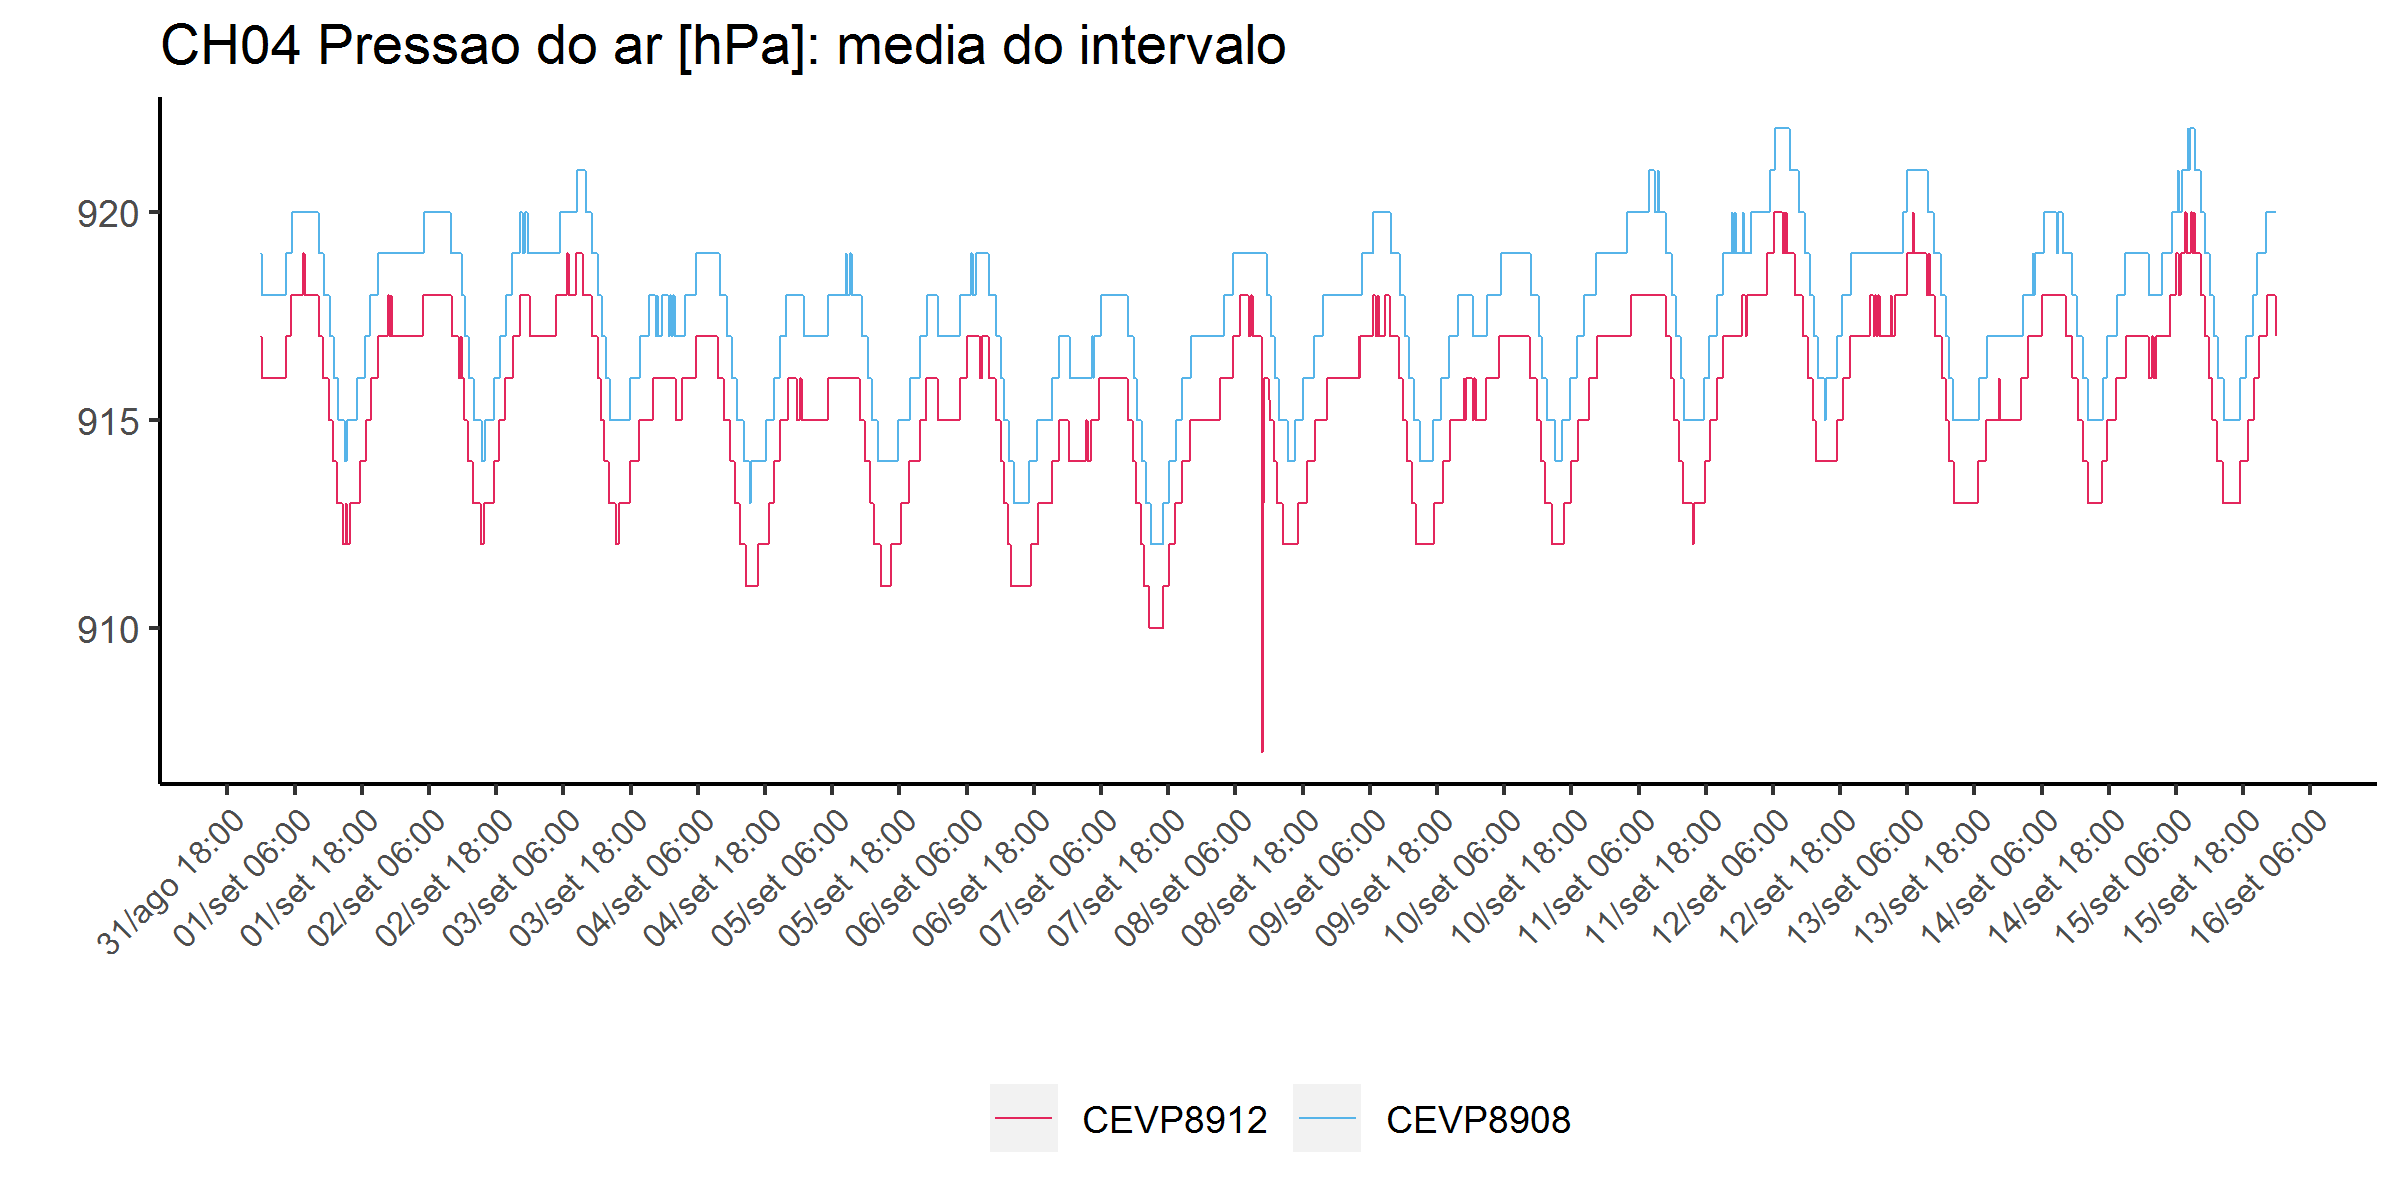 CH04 Pressao do ar [hPa]: media do intervalo
920
915
910
31/ago 18:00
01/set 06:00
01/set 18:00
02/set 06:00
02/set 18:00
03/set 06:00
03/set 18:00
04/set 06:00
04/set 18:00
05/set 06:00
05/set 18:00
06/set 06:00
06/set 18:00
07/set 06:00
07/set 18:00
08/set 06:00
08/set 18:00
09/set 06:00
09/set 18:00
10/set 06:00
10/set 18:00
11/set 06:00
11/set 18:00
12/set 06:00
12/set 18:00
13/set 06:00
13/set 18:00
14/set 06:00
14/set 18:00
15/set 06:00
15/set 18:00
16/set 06:00
CEVP8912 CEVP8908